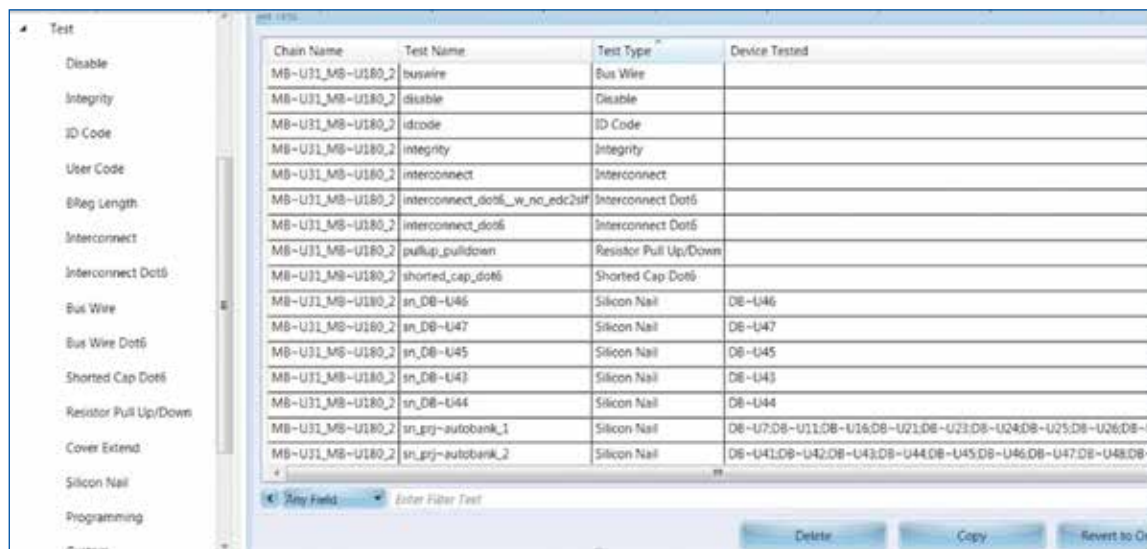 Test
Disable
Integrity
ID Code
User Code
BReg Length
Interconnect
Interconnect Dot6
Bus Wire
Bus Wire Dot6
Shorted Cap Dot6
Resistor Pull Up/Down
Cover Extend
Silicon Nail
Programming
Chain Name Test Name Test Type Device Tested
MB~U31_MB~U180_2 buswire Bus Wire
MB~U31_MB~U180_2 disable Disable
MB~U31_MB~U180_2 idcode ID Code
MB~U31_MB~U180_2 integrity Integrity
MB~U31_MB~U180_2 interconnect Interconnect
MB~U31_MB~U180_2 interconnect_dot6_w_no_edc2slf Interconnect Dot6
MB~U31_MB~U180_2 interconnect_dot6 Interconnect Dot6
MB~U31_MB~U180_2 pullup_pulldown Resistor Pull Up/Down
MB~U31_MB~U180_2 shorted_cap_dot6 Shorted Cap Dot6
MB~U31_MB~U180_2 sn_DB~U46 Silicon Nail DB~U46
MB~U31_MB~U180_2 sn_DB~U47 Silicon Nail DB~U47
MB~U31_MB~U180_2 sn_DB~U45 Silicon Nail DB~U45
MB~U31_MB~U180_2 sn_DB~U43 Silicon Nail DB~U43
MB~U31_MB~U180_2 sn_DB~U44 Silicon Nail DB~U44
MB~U31_MB~U180_2 sn_prj~autobank_1 Silicon Nail DB~U7;DB~U11;DB~U16;DB~U21;DB~U23;DB~U24;DB~U25;DB~U26;DB~
MB~U31_MB~U180_2 sn_prj~autobank_2 Silicon Nail DB~U41;DB~U42;DB~U43;DB~U44;DB~U45;DB~U46;DB~U47;DB~U48;DB~
Any Field Enter Filter Text
Delete Copy Revert to